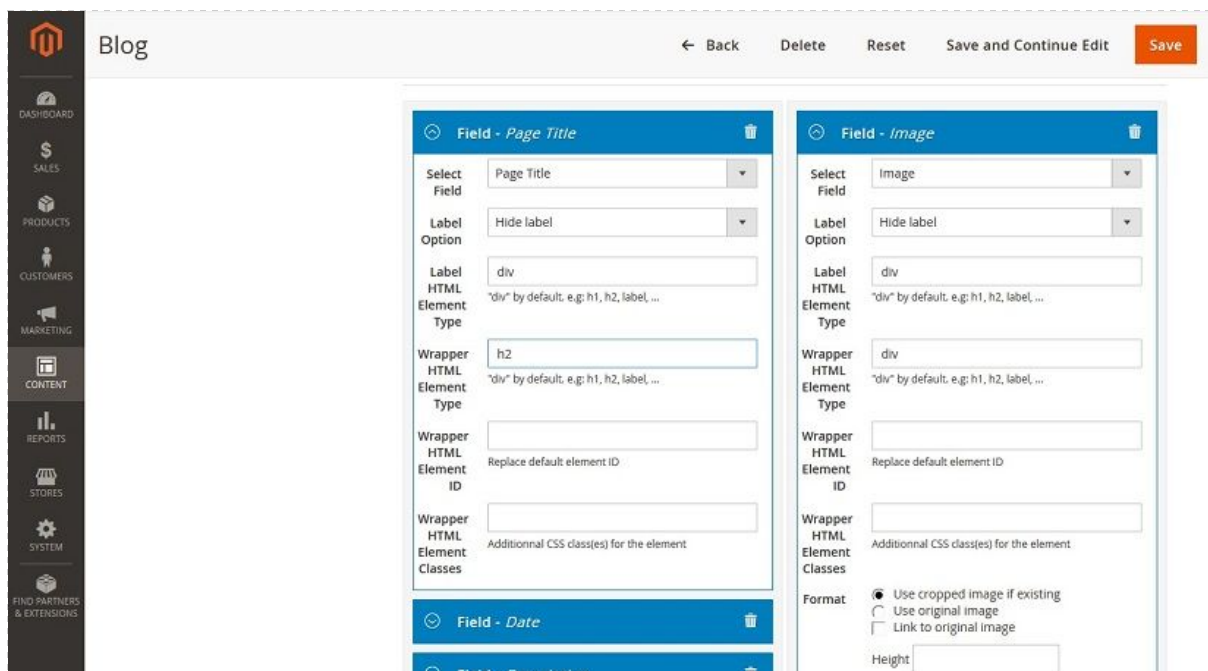 Blog
← Back
Delete
Reset
Save and Continue Edit
Save
DASHBOARD
$
SALES
PRODUCTS
CUSTOMERS
MARKETING
CONTENT
REPORTS
STORES
SYSTEM
FIND PARTNERS
& EXTENSIONS
Field - Page Title
Select
Field
Page Title
Label
Option
Hide label
Label
HTML
Element
Type
div
"div" by default. e.g: h1, h2, label, ...
Wrapper
HTML
Element
Type
h2
"div" by default. e.g: h1, h2, label, ...
Wrapper
HTML
Element
ID
Replace default element ID
Wrapper
HTML
Element
Classes
Additionnal CSS class(es) for the element
Field - Date
Field - Image
Select
Field
Image
Label
Option
Hide label
Label
HTML
Element
Type
div
"div" by default. e.g: h1, h2, label, ...
Wrapper
HTML
Element
Type
div
"div" by default. e.g: h1, h2, label, ...
Wrapper
HTML
Element
ID
Replace default element ID
Wrapper
HTML
Element
Classes
Additionnal CSS class(es) for the element
Format
Use cropped image if existing
Use original image
Link to original image
Height